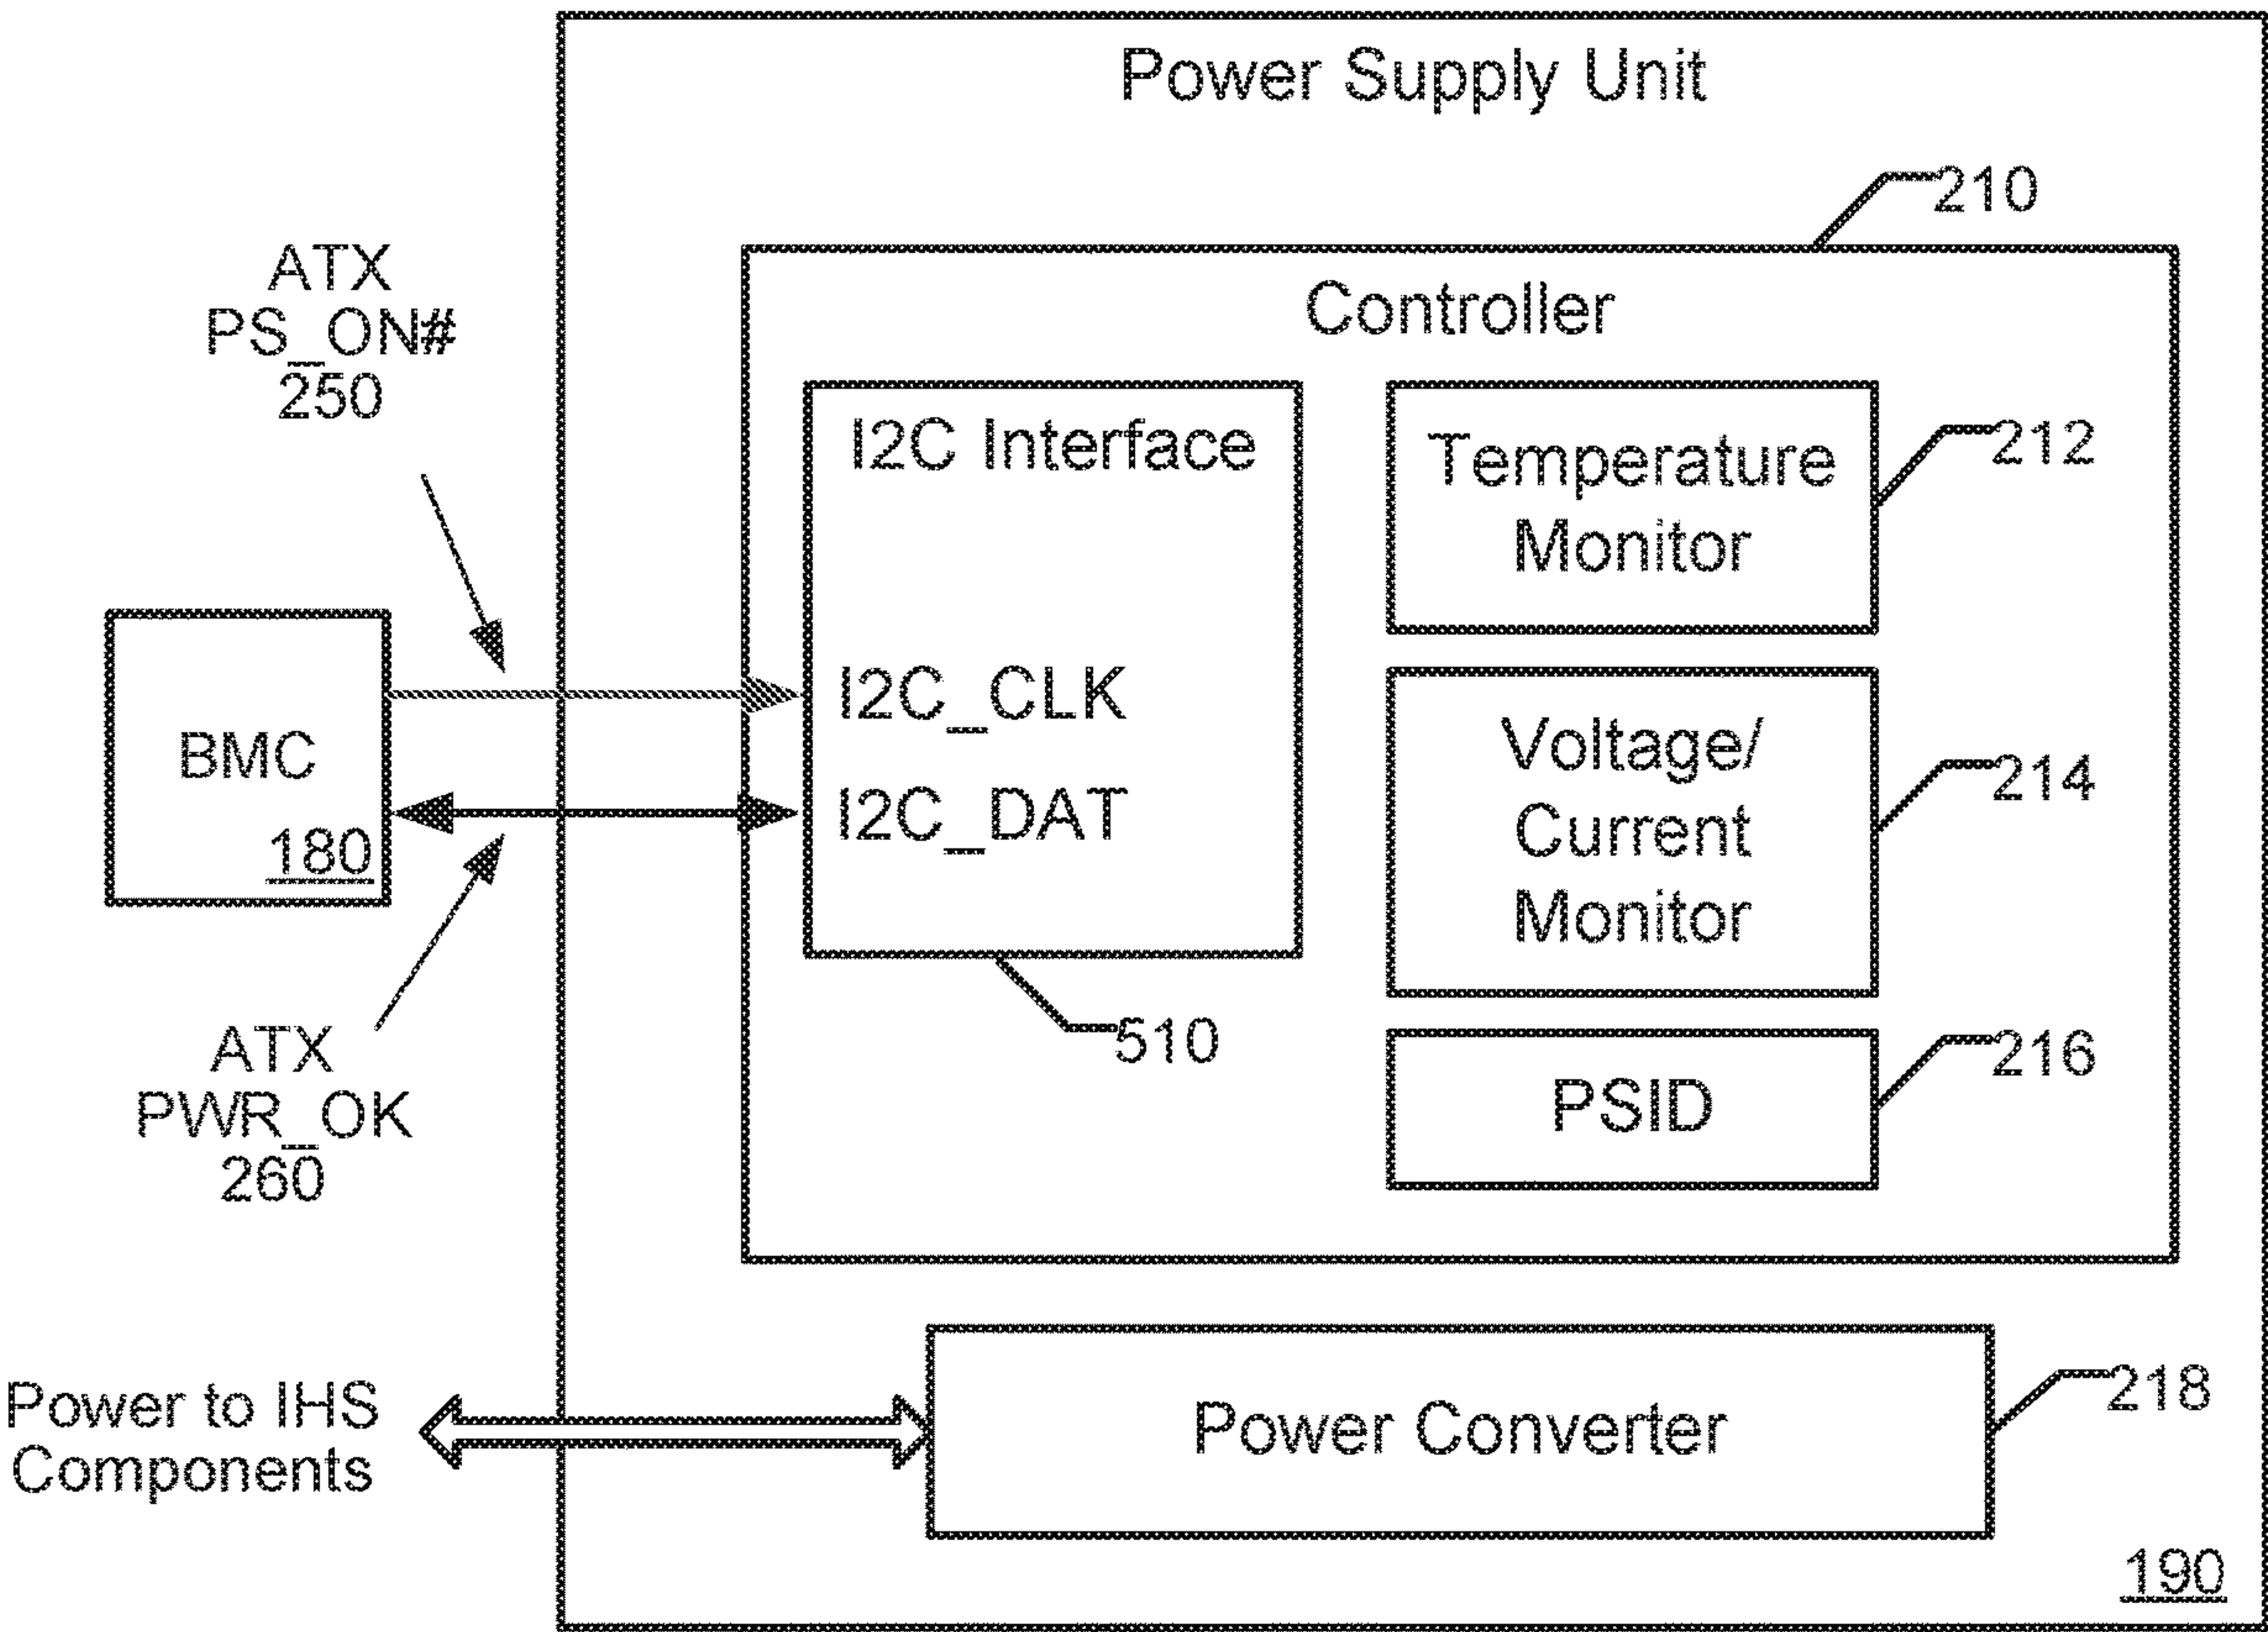 Power Supply Unit
210
ATX
PS_ON#
250
Controller
I2C Interface
Temperature
Monitor
212
I2C_CLK
I2C_DAT
BMC
180
Voltage/
Current
Monitor
214
510
ATX
PWR_OK
260
PSID
216
Power to IHS
Components
Power Converter
218
190